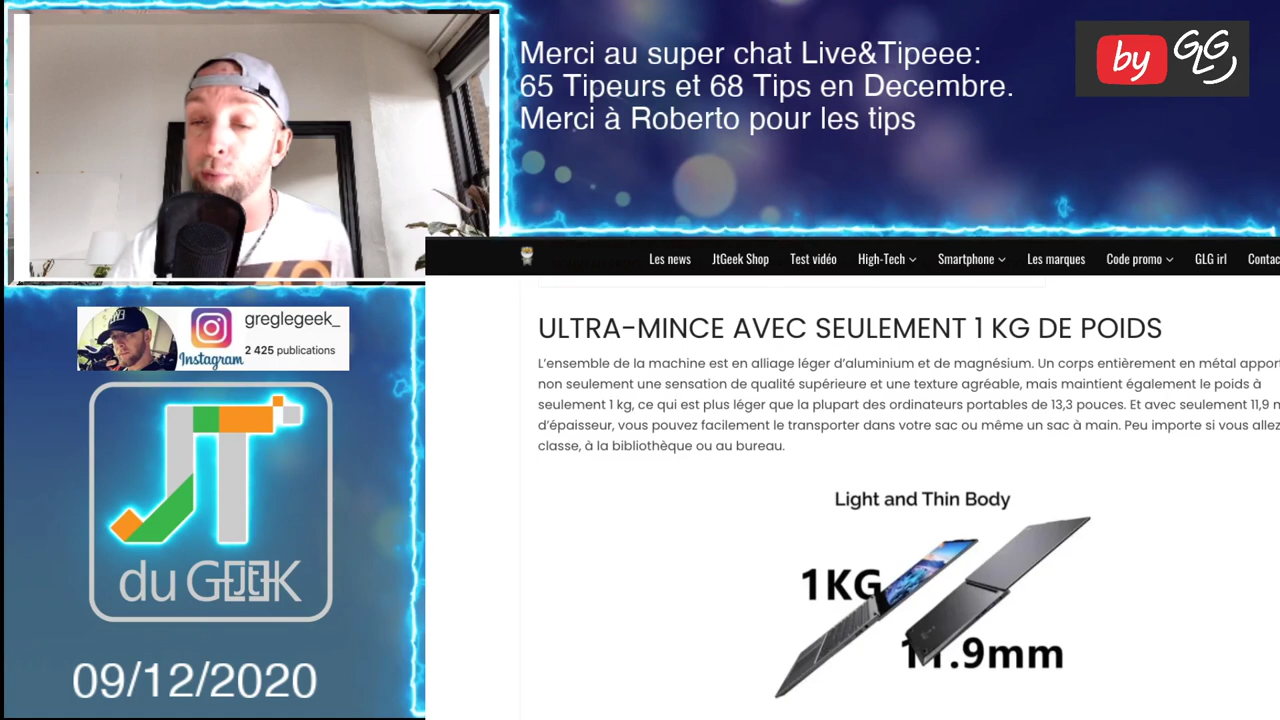 Merci au super chat Live&Tipeee:
65 Tipeurs et 68 Tips en Decembre.
Merci à Roberto pour les tips
by GLG
Les news JtGeek Shop Test vidéo High-Tech Smartphone Les marques Code promo GLG irl Contac
greglegeek_
Instagram
2 425 publications
JT
du GEEK
JtG
09/12/2020
ULTRA-MINCE AVEC SEULEMENT 1 KG DE POIDS
L'ensemble de la machine est en alliage léger d'aluminium et de magnésium. Un corps entièrement en métal apport
non seulement une sensation de qualité supérieure et une texture agréable, mais maintient également le poids à
seulement 1 kg, ce qui est plus léger que la plupart des ordinateurs portables de 13,3 pouces. Et avec seulement 11,9 m
d'épaisseur, vous pouvez facilement le transporter dans votre sac ou même un sac à main. Peu importe si vous allez
classe, à la bibliothèque ou au bureau.
Light and Thin Body
1KG
11.9mm